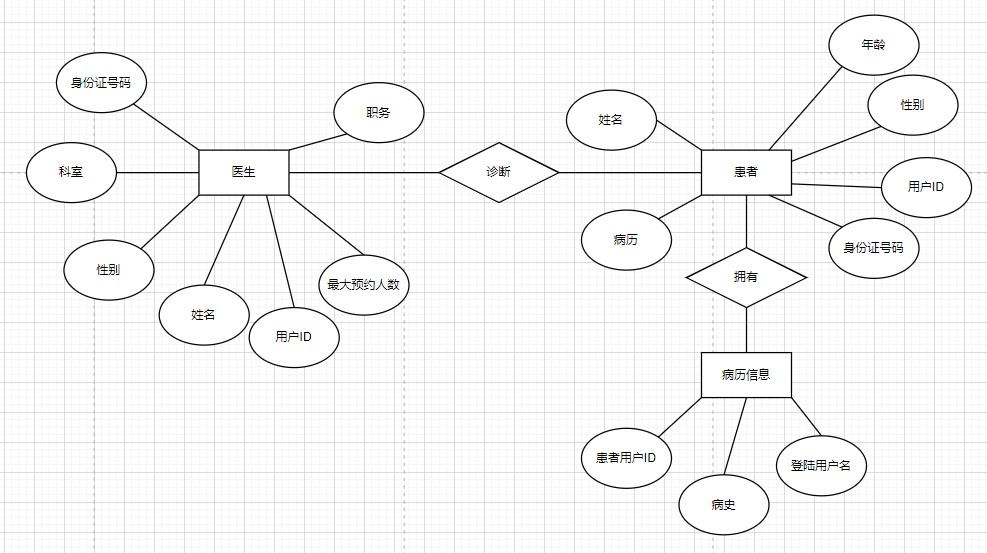 年龄
身份证号码
职务
性别
姓名
科室
医生
诊断
患者
用户ID
病历
身份证号码
性别
拥有
最大预约人数
姓名
用户ID
病历信息
患者用户ID
登陆用户名
病史